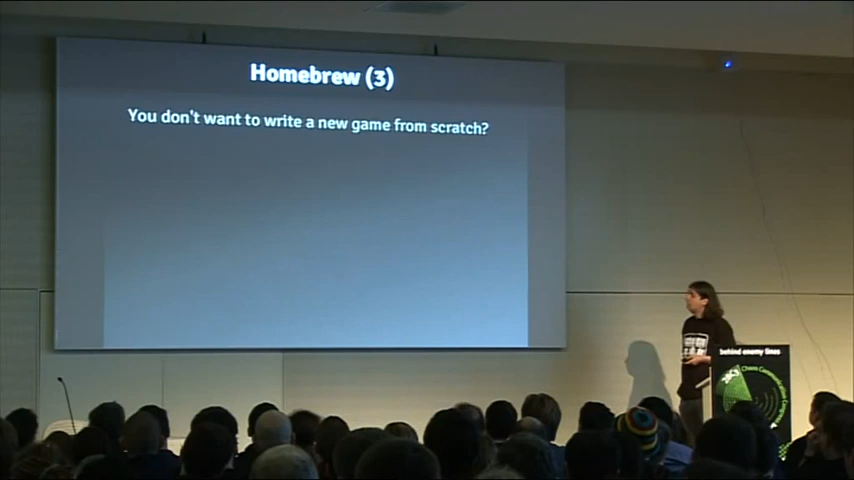 Homebrew (3)
You don't want to write a new game from scratch?
behind enemy lines